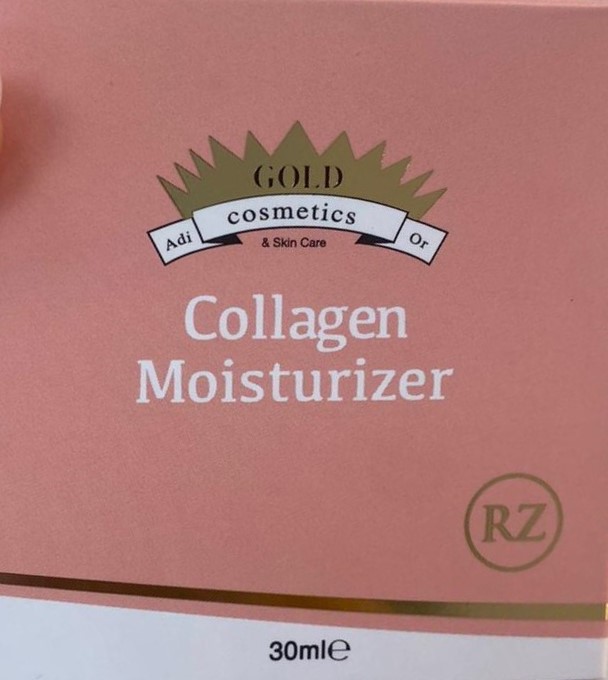 GOLD
cosmetics
Adi
Or
& Skin Care
Collagen
Moisturizer
RZ
30ml℮